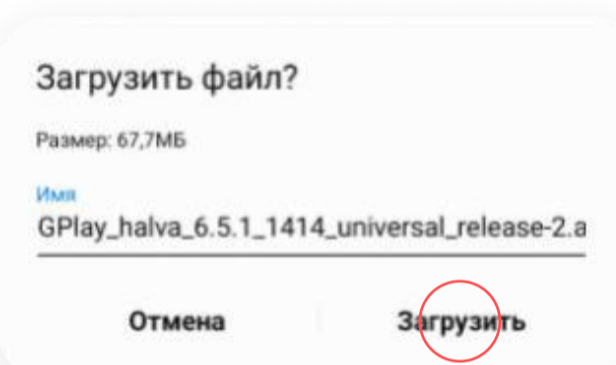 Загрузить файл?
Размер: 67,7МБ
Имя
GPlay_halva_6.5.1_1414_universal_release-2.a
Отмена Загрузить